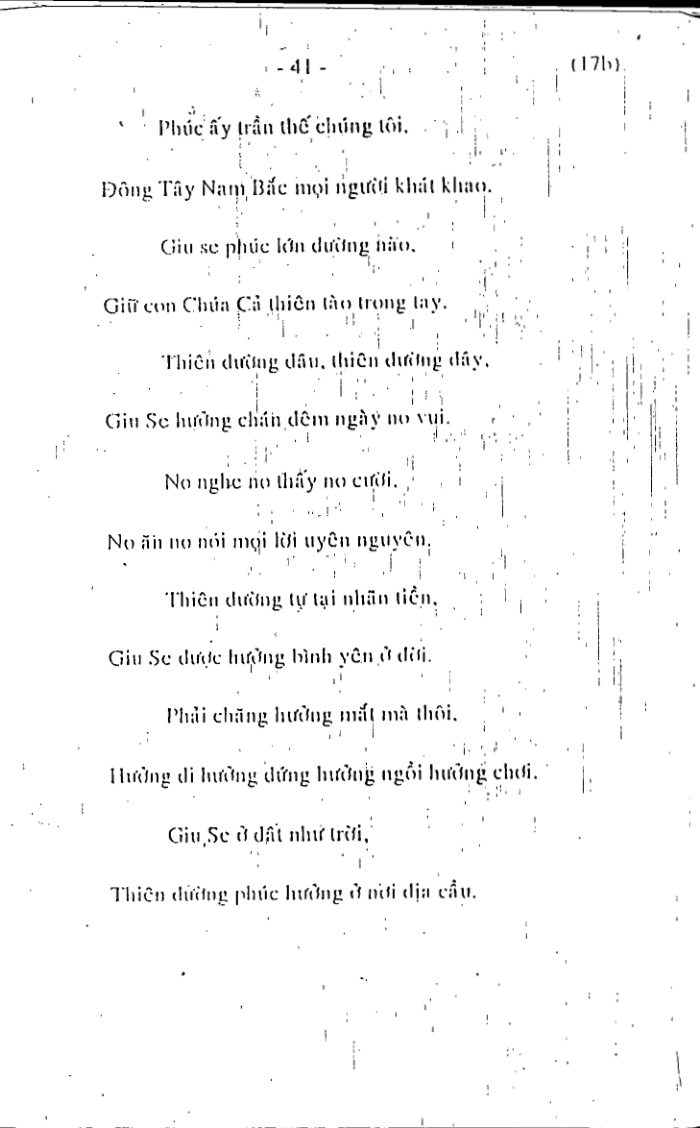 - 41 -
(17b)
Phúc ấy trần thế chúng tôi.
Đông Tây Nam Bắc mọi người khát khao.
Giu se phúc lớn dường nào.
Giữ con Chúa Cả thiên tào trong tay.
Thiên đường đâu, thiên đường đây.
Giu Se hưởng chán đêm ngày no vui.
No nghe no thấy no cười.
No ăn no nói mọi lời uyên nguyên.
Thiên đường tự tại nhãn tiền.
Giu Se được hưởng bình yên ở đời.
Phải chăng hưởng mắt mà thôi.
Hưởng đi hưởng đứng hưởng ngồi hưởng chơi.
Giu Se ở đất như trời,
Thiên đường phúc hưởng ở nơi địa cầu.